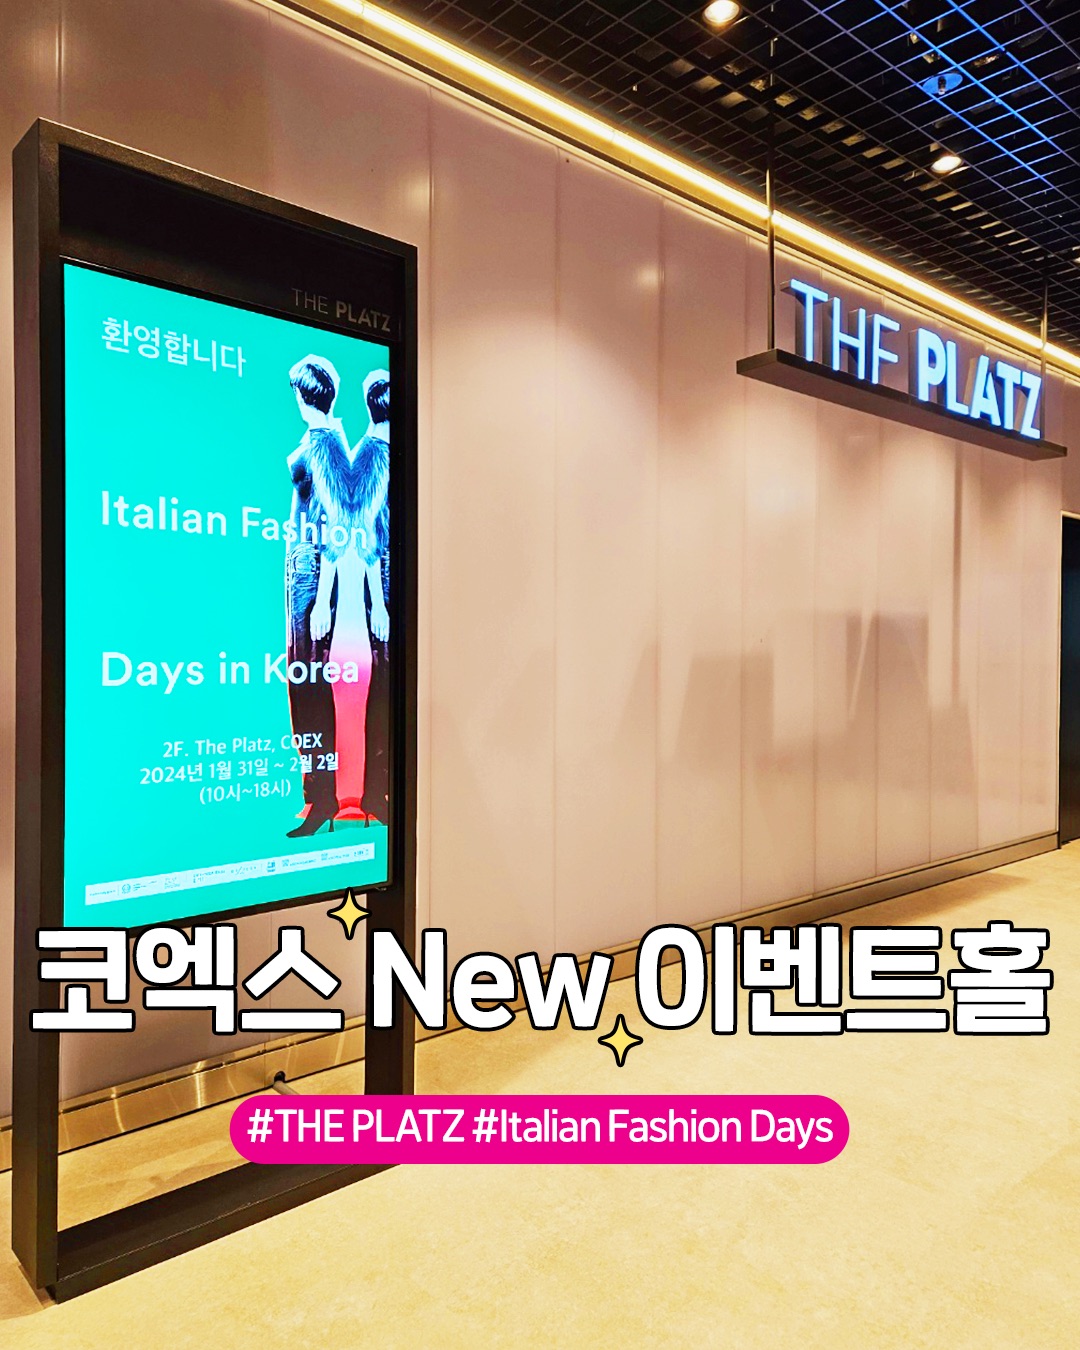 THE PLATZ
환영합니다
Italian Fashion
Days in Korea
2F. The Platz, COEX
2024년 1월 31일 ~ 2월 2일
(10시~18시)
THE PLATZ
코엑스 New 이벤트홀
#THE PLATZ #Italian Fashion Days